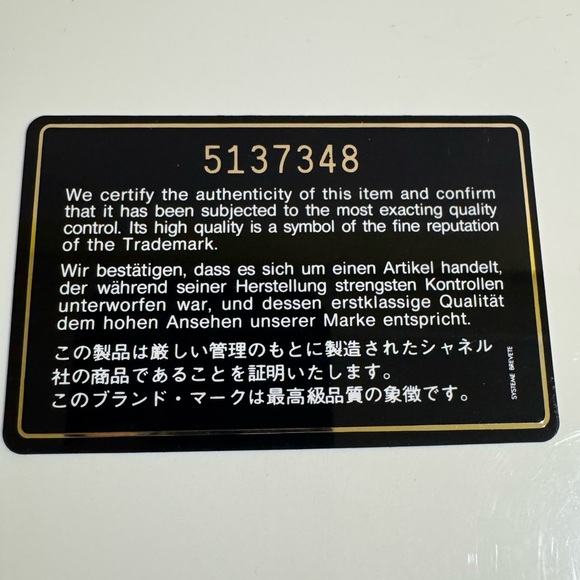 5137348
We certify the authenticity of this item and confirm
that it has been subjected to the most exacting quality
control. Its high quality is a symbol of the fine reputation
of the Trademark.
Wir bestätigen, dass es sich um einen Artikel handelt,
der während seiner Herstellung strengsten Kontrollen
unterworfen war, und dessen erstklassige Qualität
dem hohen Ansehen unserer Marke entspricht.
この製品は厳しい管理のもとに製造されたシャネル
社の商品であることを証明いたします。
このブランド・マークは最高級品質の象徴です。
SYSTEME BREVETE